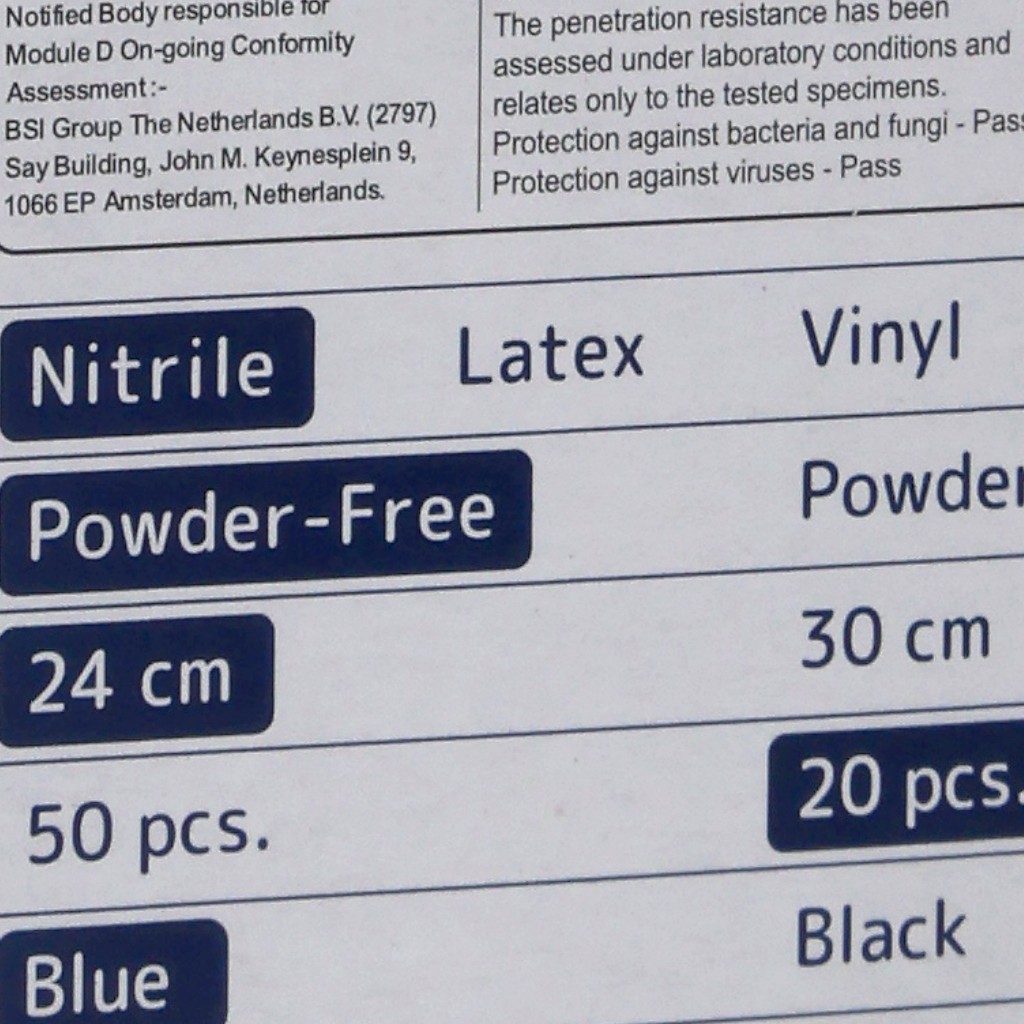 Notified Body responsible for
Module D On-going Conformity
Assessment:-
BSI Group The Netherlands B.V. (2797)
Say Building, John M. Keynesplein 9,
1066 EP Amsterdam, Netherlands.
The penetration resistance has been
assessed under laboratory conditions and
relates only to the tested specimens.
Protection against bacteria and fungi - Pass
Protection against viruses - Pass
Nitrile Latex Vinyl
Powder-Free Powder
24 cm 30 cm
50 pcs. 20 pcs.
Blue Black